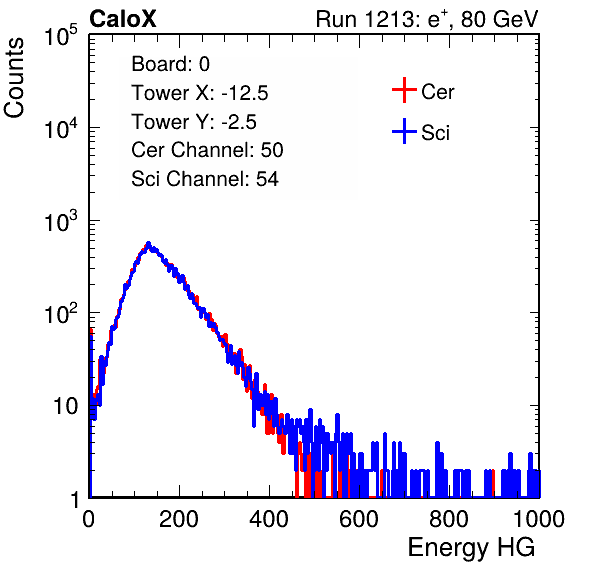 CaloX Run 1213: e⁺, 80 GeV
Counts
10⁵
10⁴
10³
10²
10
1
Board: 0
Tower X: -12.5
Tower Y: -2.5
Cer Channel: 50
Sci Channel: 54
Cer
Sci
0 200 400 600 800 1000
Energy HG